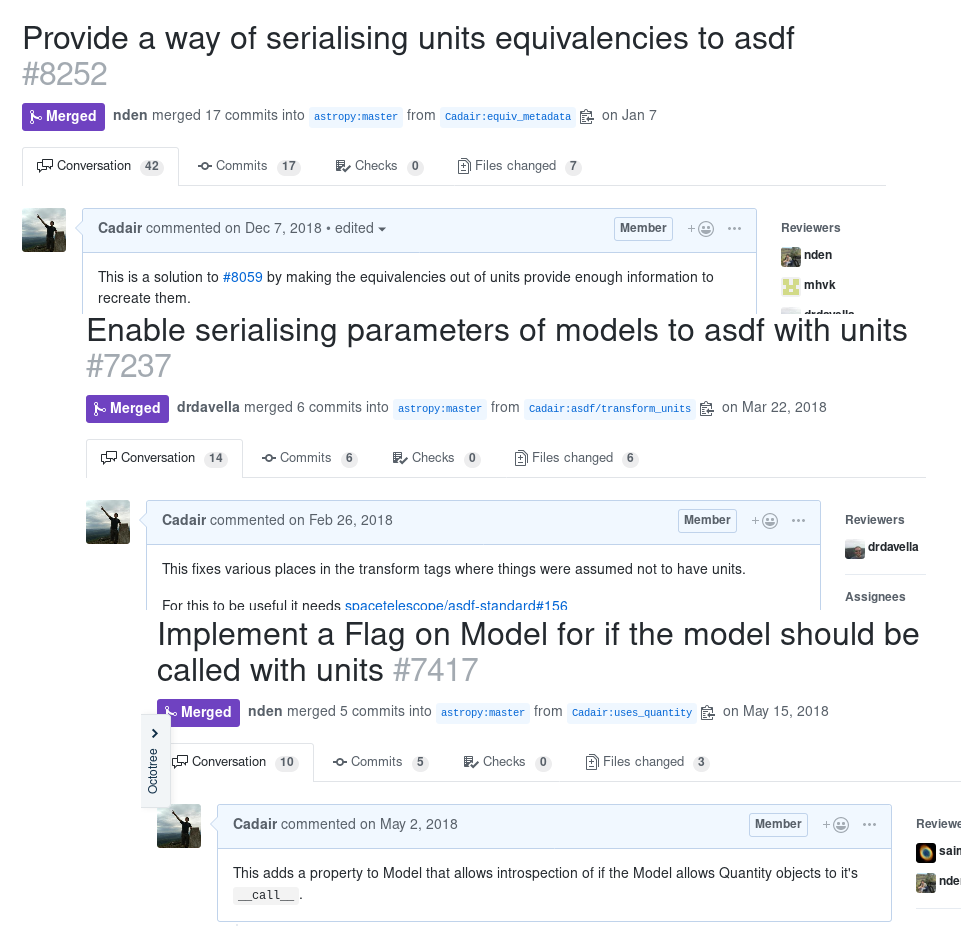 Provide a way of serialising units equivalencies to asdf
#8252
Merged nden merged 17 commits into astropy:master from Cadair:equiv_metadata on Jan 7
Conversation 42 Commits 17 Checks 0 Files changed 7
Cadair commented on Dec 7, 2018 • edited Member
Reviewers
nden
mhvk
drdavella
This is a solution to #8059 by making the equivalencies out of units provide enough information to
recreate them.
Enable serialising parameters of models to asdf with units
#7237
Merged drdavella merged 6 commits into astropy:master from Cadair:asdf/transform_units on Mar 22, 2018
Conversation 14 Commits 6 Checks 0 Files changed 6
Cadair commented on Feb 26, 2018 Member
Reviewers
drdavella
Assignees
This fixes various places in the transform tags where things were assumed not to have units.
For this to be useful it needs spacetelescope/asdf-standard#156
Implement a Flag on Model for if the model should be
called with units #7417
Merged nden merged 5 commits into astropy:master from Cadair:uses_quantity on May 15, 2018
Octotree
Conversation 10 Commits 5 Checks 0 Files changed 3
Cadair commented on May 2, 2018 Member
Reviewe
sain
nde
This adds a property to Model that allows introspection of if the Model allows Quantity objects to it's
__call__.